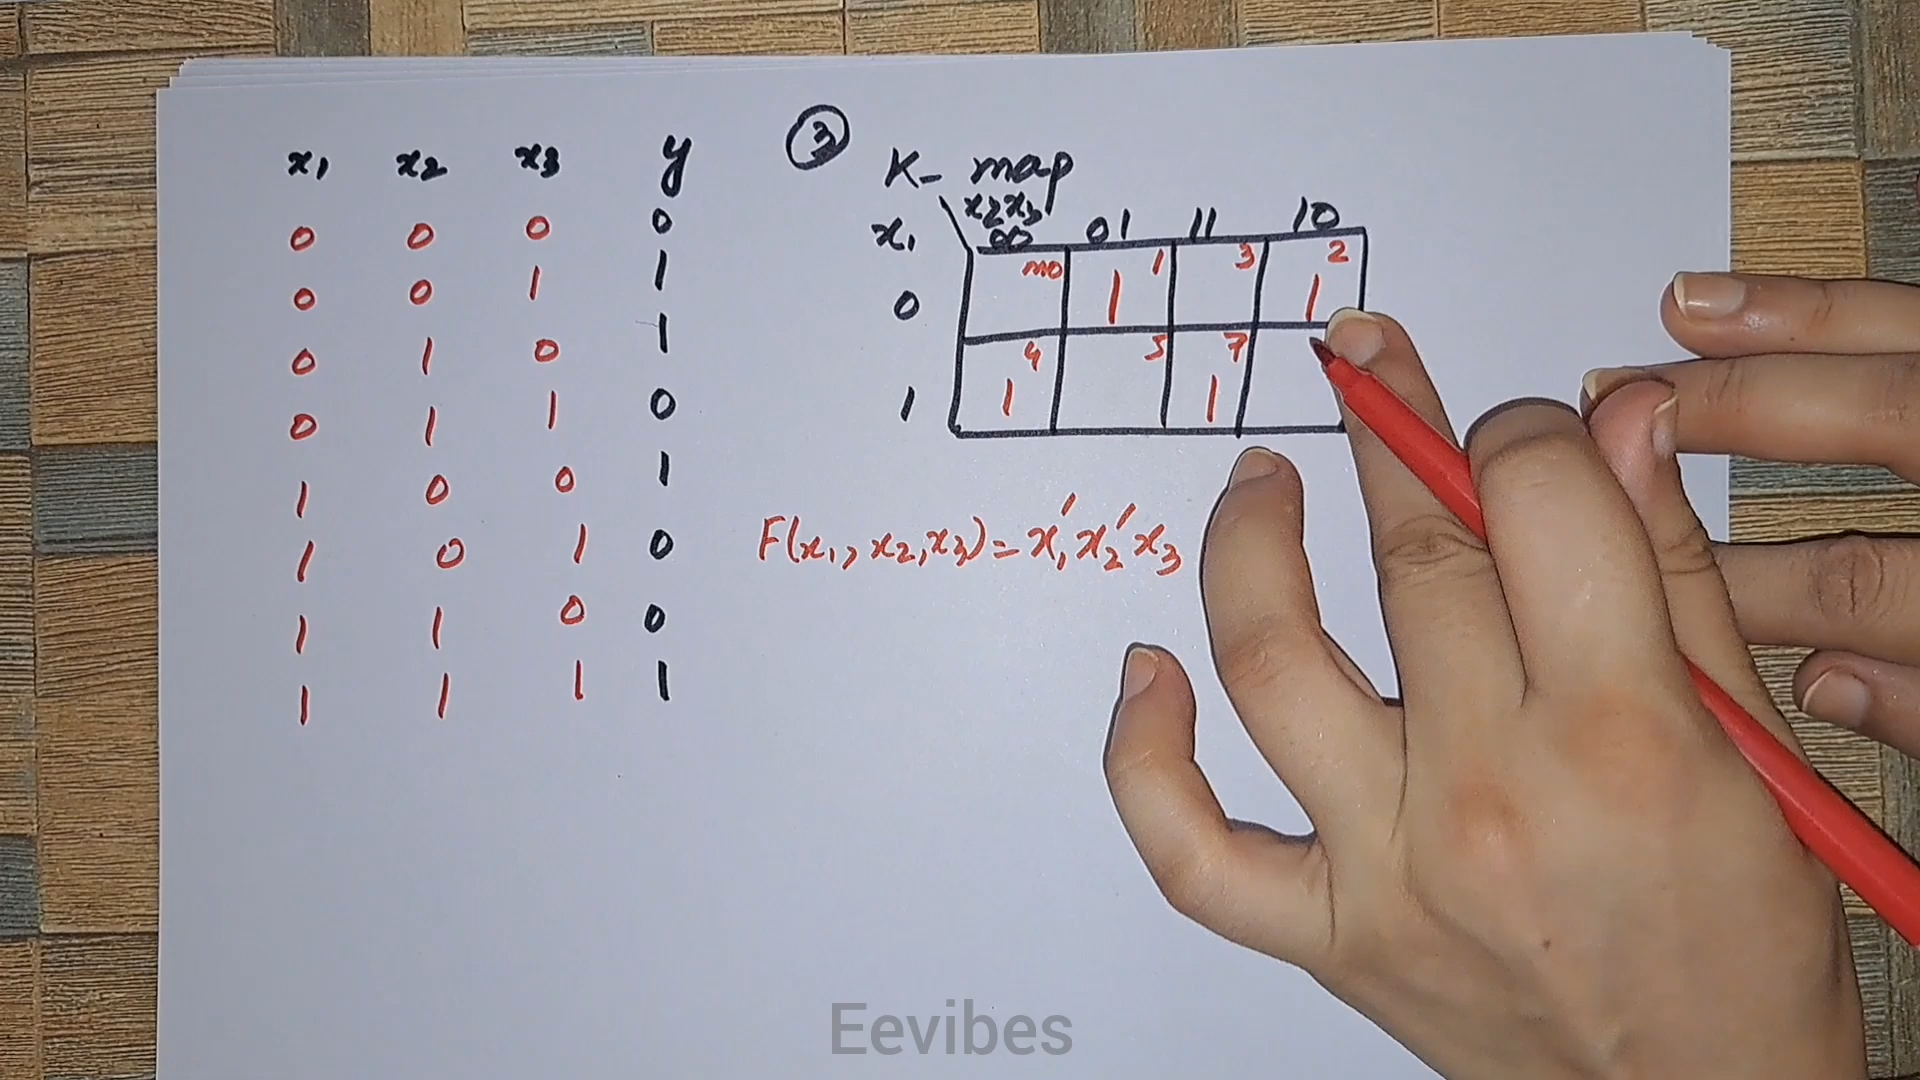 x1 x2 x3 y
0 0 0 0
0 0 1 1
0 1 0 1
0 1 1 0
1 0 0 1
1 0 1 0
1 1 0 0
1 1 1 1
3
K-map
x2x3
x1 00 01 11 10
m0 1 3 2
0 1 1
4 5 7
1 1 1
F(x1, x2, x3) = x1'x2'x3
Eevibes